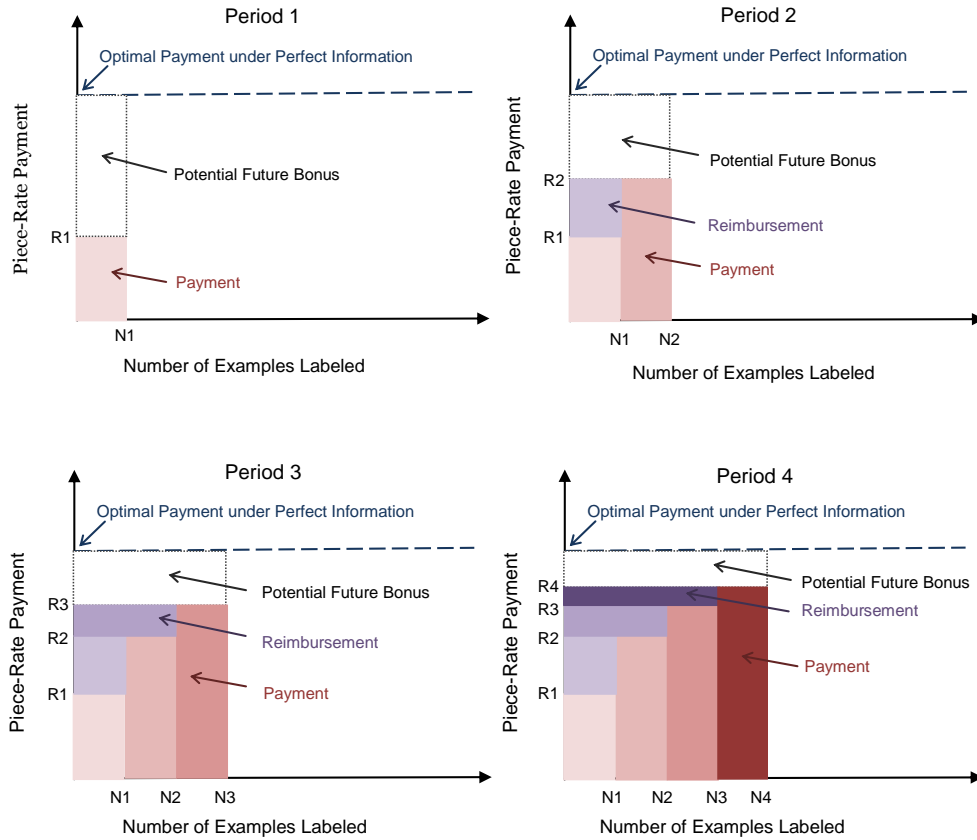 Period 1
Optimal Payment under Perfect Information
Piece-Rate Payment
Potential Future Bonus
R1
Payment
N1
Number of Examples Labeled
Period 2
Optimal Payment under Perfect Information
Piece-Rate Payment
Potential Future Bonus
R2
Reimbursement
R1
Payment
N1 N2
Number of Examples Labeled
Period 3
Optimal Payment under Perfect Information
Piece-Rate Payment
Potential Future Bonus
R3
R2
Reimbursement
R1
Payment
N1 N2 N3
Number of Examples Labeled
Period 4
Optimal Payment under Perfect Information
Piece-Rate Payment
Potential Future Bonus
R4
R3
Reimbursement
R2
Payment
R1
N1 N2 N3 N4
Number of Examples Labeled